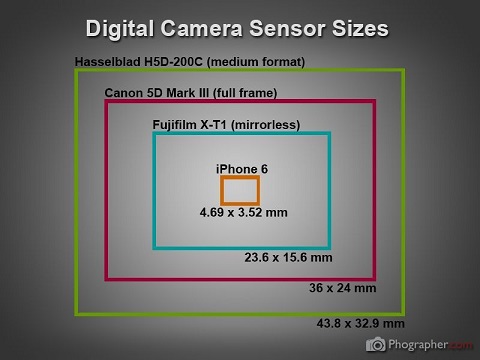 Digital Camera Sensor Sizes
Hasselblad H5D-200C (medium format)
Canon 5D Mark III (full frame)
Fujifilm X-T1 (mirrorless)
iPhone 6
4.69 x 3.52 mm
23.6 x 15.6 mm
36 x 24 mm
43.8 x 32.9 mm
Phographer.com